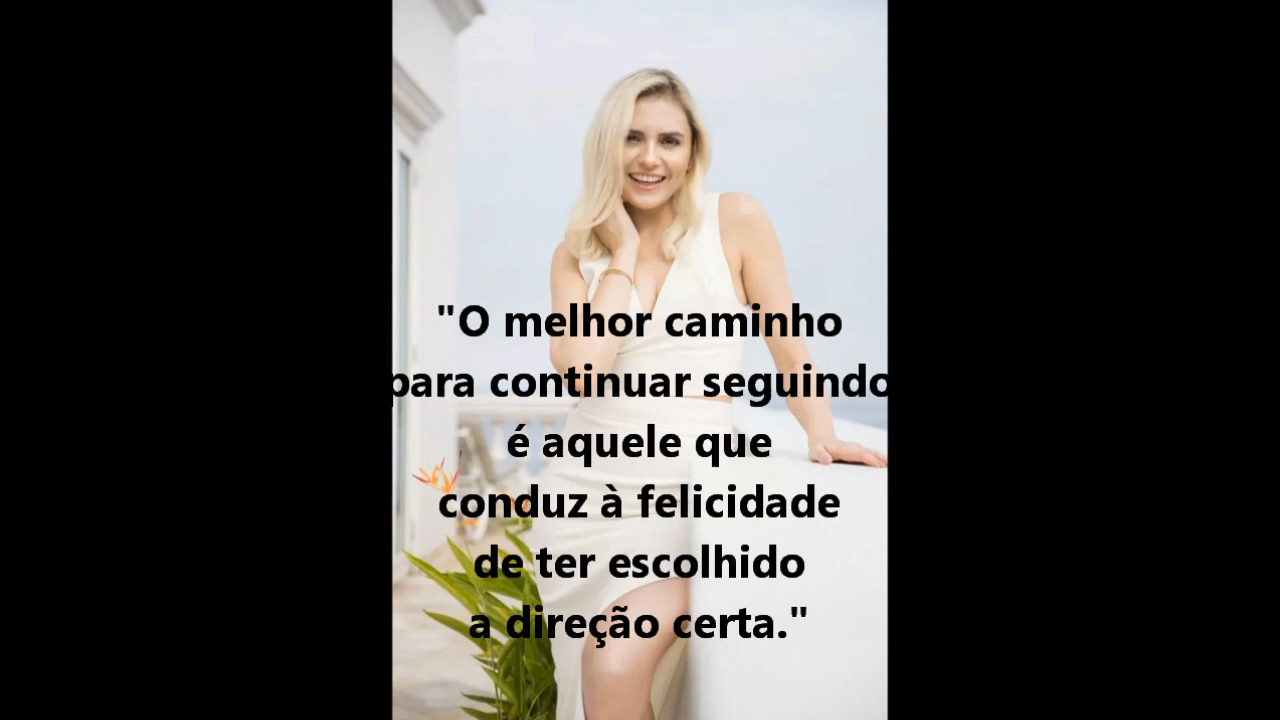 "O melhor caminho
para continuar seguindo
é aquele que
conduz à felicidade
de ter escolhido
a direção certa."